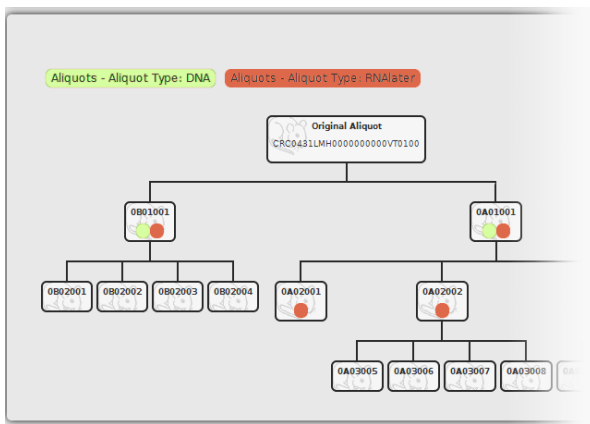 Aliquots - Aliquot Type: DNA
Aliquots - Aliquot Type: RNAlater
Original Aliquot
CRC0431LMH0000000000VT0100
0B01001
0A01001
0B02001
0B02002
0B02003
0B02004
0A02001
0A02002
0A03005
0A03006
0A03007
0A03008